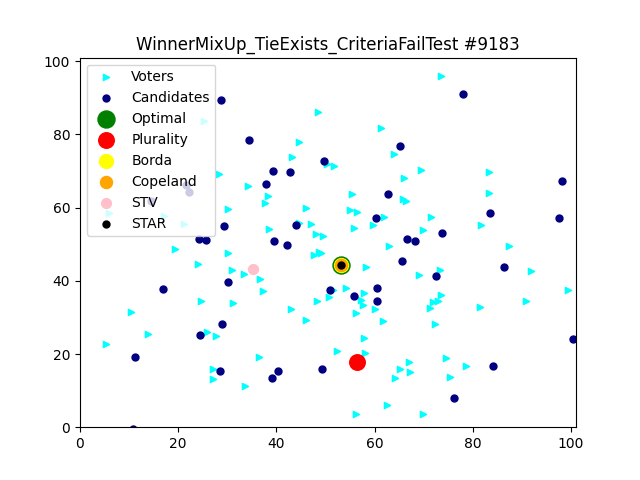 WinnerMixUp_TieExists_CriteriaFailTest #9183
100
80
60
40
20
0
Voters
Candidates
Optimal
Plurality
Borda
Copeland
STV
STAR
0 20 40 60 80 100